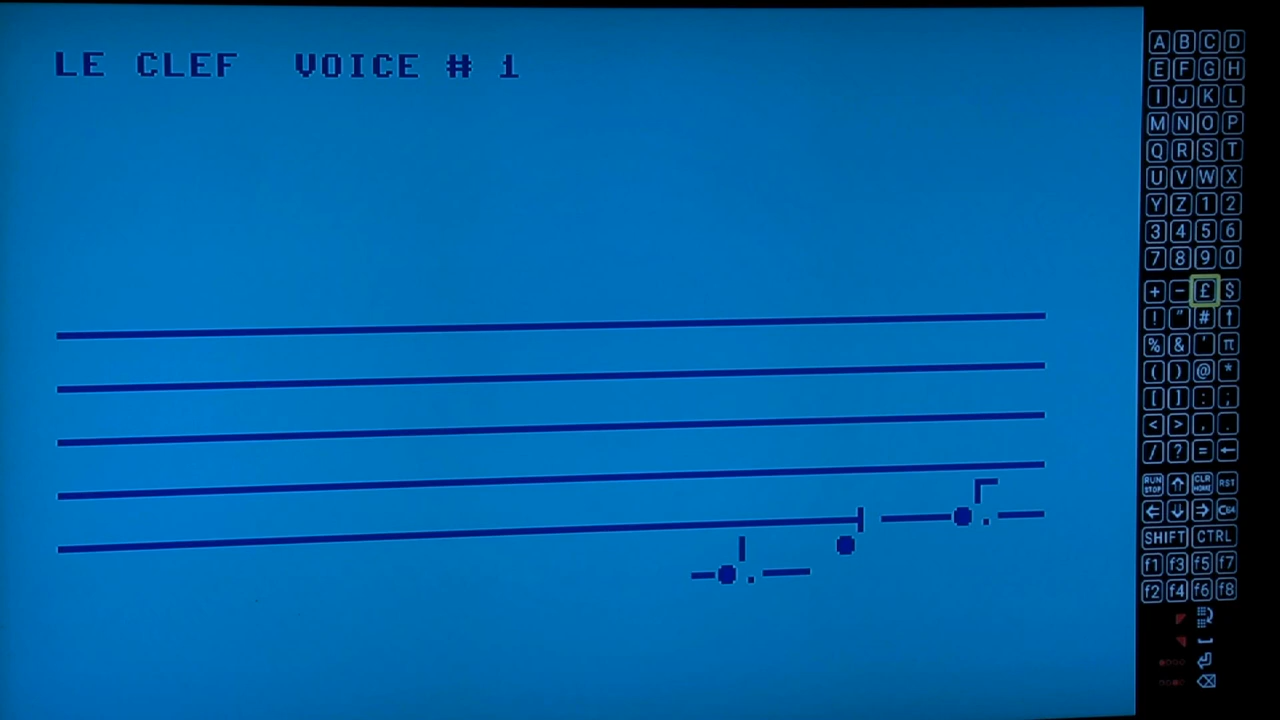 LE CLEF VOICE # 1
A B C D
E F G H
I J K L
M N O P
Q R S T
U V W X
Y Z 1 2
3 4 5 6
7 8 9 0
+ - £ $
! " # ↑
% & ' π
( ) @ *
[ ] : ;
< > , .
/ ? = ←
RUN STOP ↑ CLR HOME RST
← ↓ → C64
SHIFT CTRL
f1 f3 f5 f7
f2 f4 f6 f8